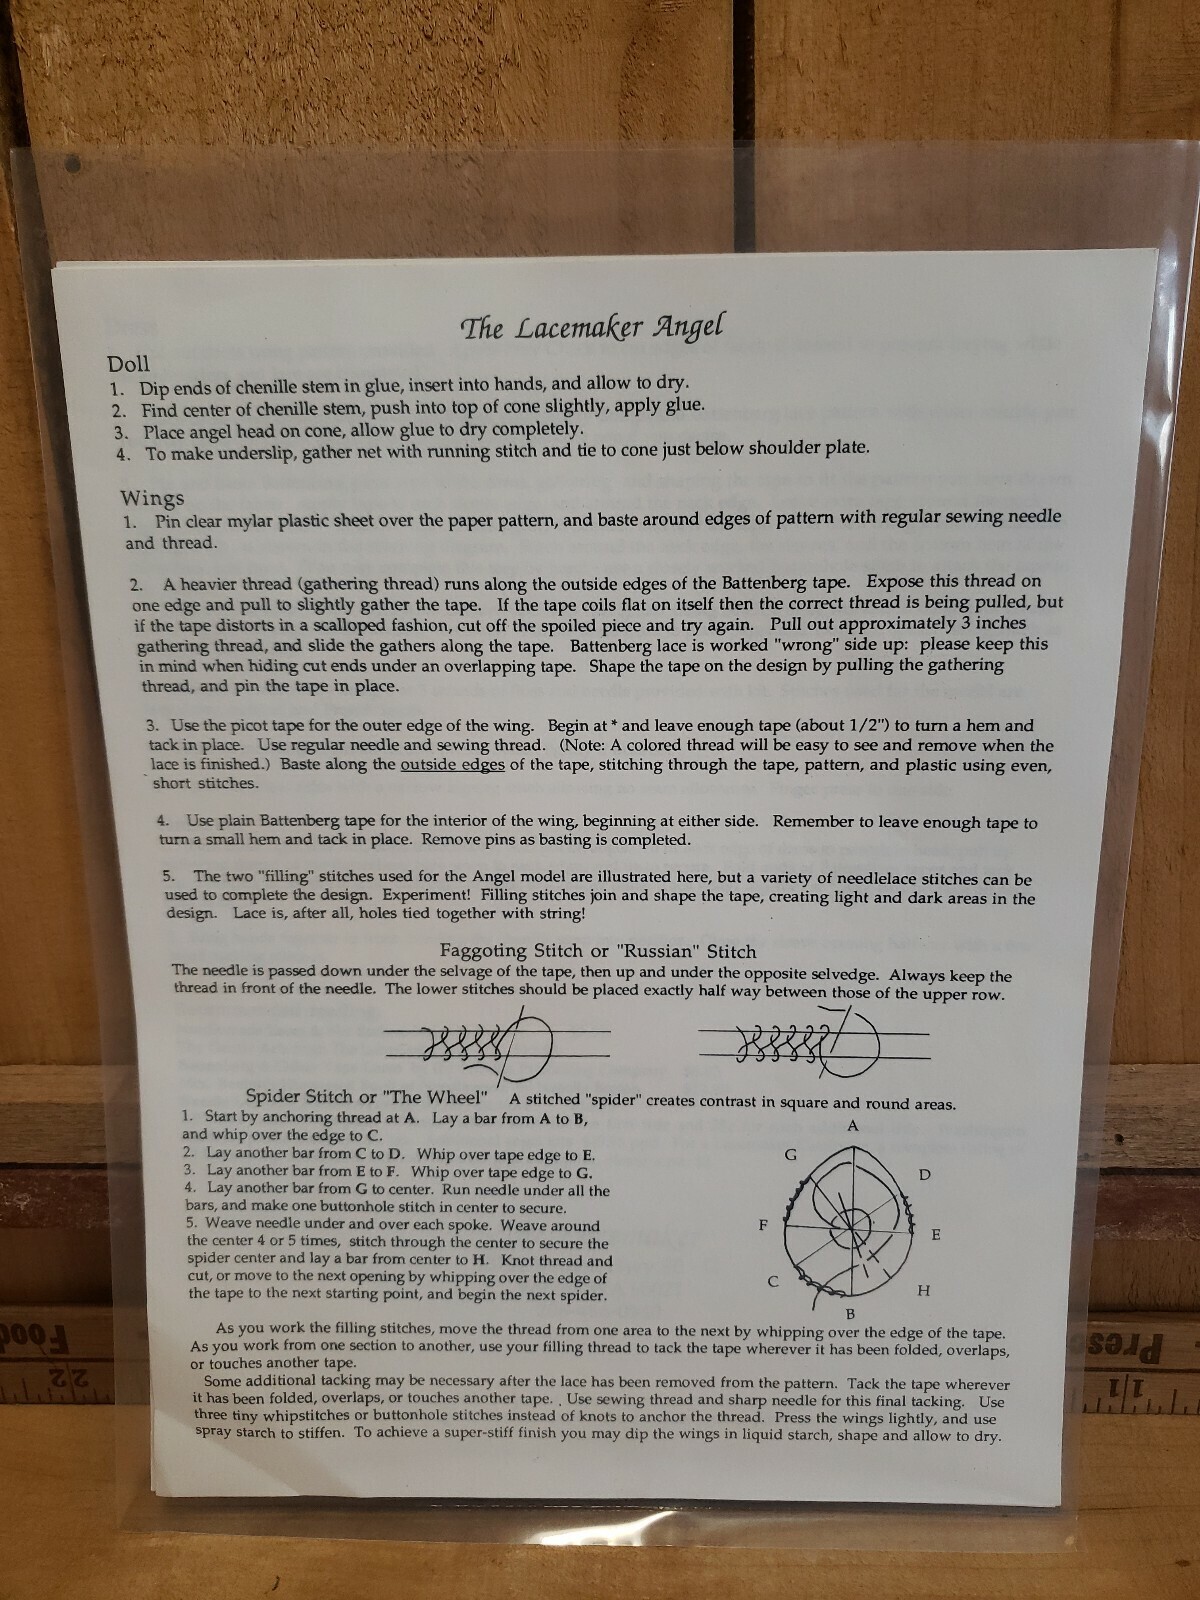 The Lacemaker Angel
Doll
1. Dip ends of chenille stem in glue, insert into hands, and allow to dry.
2. Find center of chenille stem, push into top of cone slightly, apply glue.
3. Place angel head on cone, allow glue to dry completely.
4. To make underslip, gather net with running stitch and tie to cone just below shoulder plate.
Wings
1. Pin clear mylar plastic sheet over the paper pattern, and baste around edges of pattern with regular sewing needle
and thread.
2. A heavier thread (gathering thread) runs along the outside edges of the Battenberg tape. Expose this thread on
one edge and pull to slightly gather the tape. If the tape coils flat on itself then the correct thread is being pulled, but
if the tape distorts in a scalloped fashion, cut off the spoiled piece and try again. Pull out approximately 3 inches
gathering thread, and slide the gathers along the tape. Battenberg lace is worked "wrong" side up: please keep this
in mind when hiding cut ends under an overlapping tape. Shape the tape on the design by pulling the gathering
thread, and pin the tape in place.
3. Use the picot tape for the outer edge of the wing. Begin at * and leave enough tape (about 1/2") to turn a hem and
tack in place. Use regular needle and sewing thread. (Note: A colored thread will be easy to see and remove when the
lace is finished.) Baste along the outside edges of the tape, stitching through the tape, pattern, and plastic using even,
short stitches.
4. Use plain Battenberg tape for the interior of the wing, beginning at either side. Remember to leave enough tape to
turn a small hem and tack in place. Remove pins as basting is completed.
5. The two "filling" stitches used for the Angel model are illustrated here, but a variety of needlelace stitches can be
used to complete the design. Experiment! Filling stitches join and shape the tape, creating light and dark areas in the
design. Lace is, after all, holes tied together with string!
Faggoting Stitch or "Russian" Stitch
The needle is passed down under the selvage of the tape, then up and under the opposite selvedge. Always keep the
thread in front of the needle. The lower stitches should be placed exactly half way between those of the upper row.
Spider Stitch or "The Wheel" A stitched "spider" creates contrast in square and round areas.
1. Start by anchoring thread at A. Lay a bar from A to B,
and whip over the edge to C.
2. Lay another bar from C to D. Whip over tape edge to E.
3. Lay another bar from E to F. Whip over tape edge to G.
4. Lay another bar from G to center. Run needle under all the
bars, and make one buttonhole stitch in center to secure.
5. Weave needle under and over each spoke. Weave around
the center 4 or 5 times, stitch through the center to secure the
spider center and lay a bar from center to H. Knot thread and
cut, or move to the next opening by whipping over the edge of
the tape to the next starting point, and begin the next spider.
A
G
D
F
E
C
H
B
As you work the filling stitches, move the thread from one area to the next by whipping over the edge of the tape.
As you work from one section to another, use your filling thread to tack the tape wherever it has been folded, overlaps,
or touches another tape.
Some additional tacking may be necessary after the lace has been removed from the pattern. Tack the tape wherever
it has been folded, overlaps, or touches another tape. Use sewing thread and sharp needle for this final tacking. Use
three tiny whipstitches or buttonhole stitches instead of knots to anchor the thread. Press the wings lightly, and use
spray starch to stiffen. To achieve a super-stiff finish you may dip the wings in liquid starch, shape and allow to dry.
Food
22
Pres
11